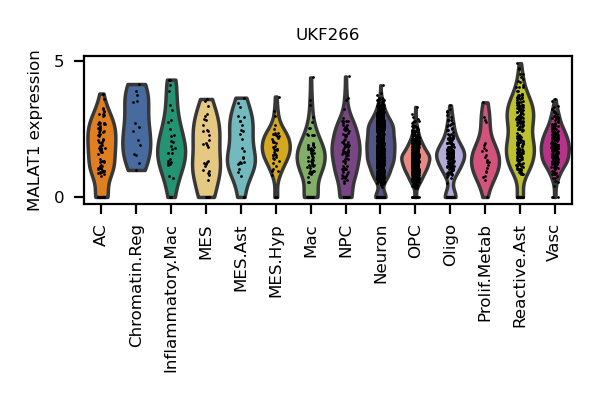 UKF266
MALAT1 expression
5
0
AC
Chromatin.Reg
Inflammatory.Mac
MES
MES.Ast
MES.Hyp
Mac
NPC
Neuron
OPC
Oligo
Prolif.Metab
Reactive.Ast
Vasc